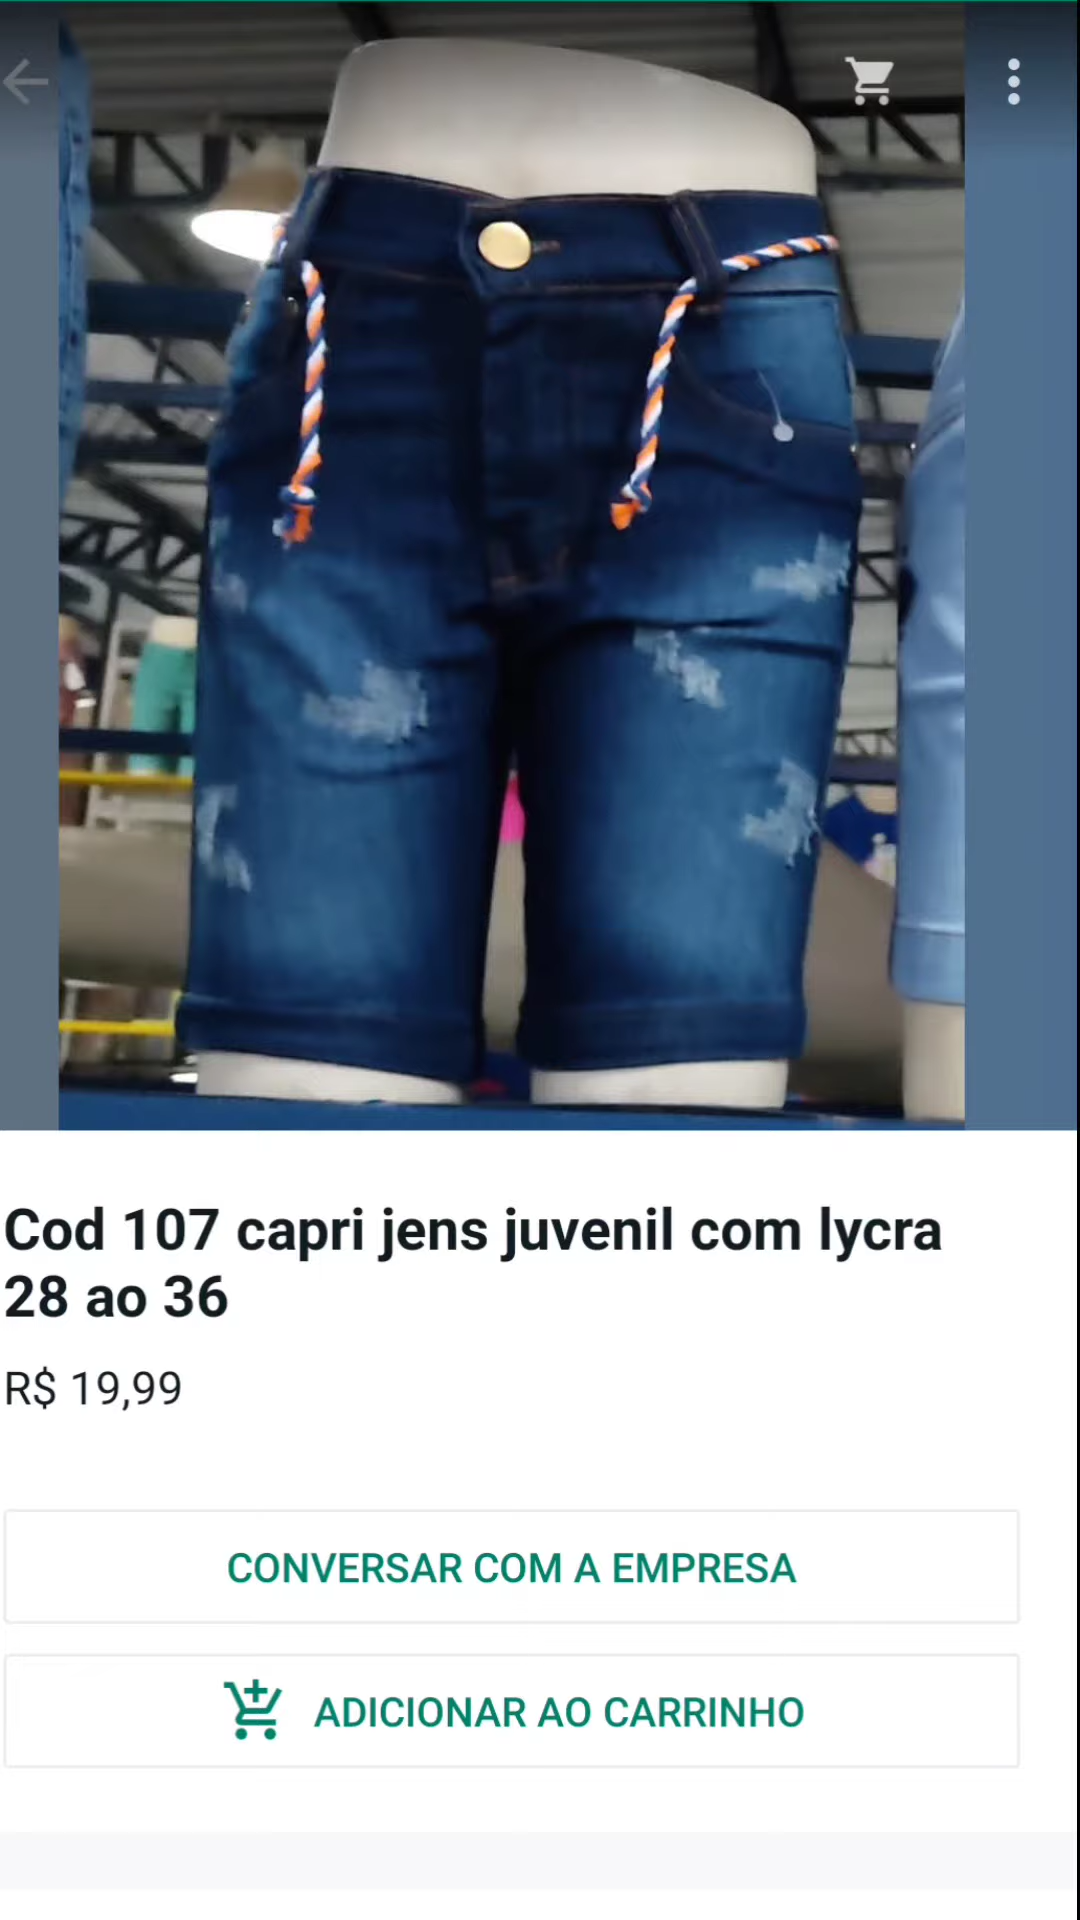 Cod 107 capri jens juvenil com lycra
28 ao 36
R$ 19,99
CONVERSAR COM A EMPRESA
ADICIONAR AO CARRINHO